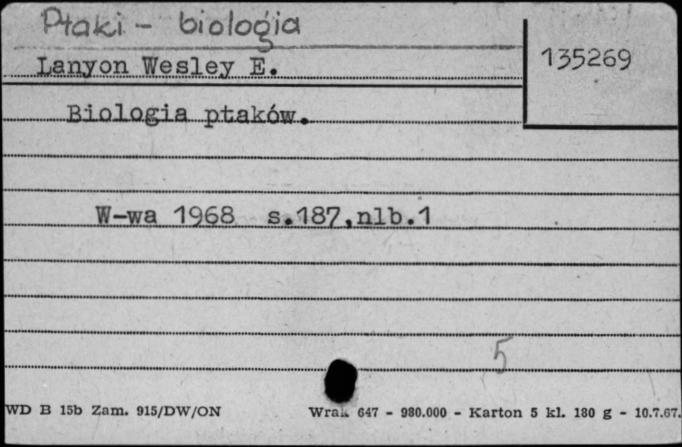 Ptaki - biologia
135269
Lanyon Wesley E.
Biologia ptaków.
W-wa 1968 s.187,nlb.1
5
WD B 15b Zam. 915/DW/ON 647 - 980.000 - Karton 5 kl. 180 g - 10.7.67.